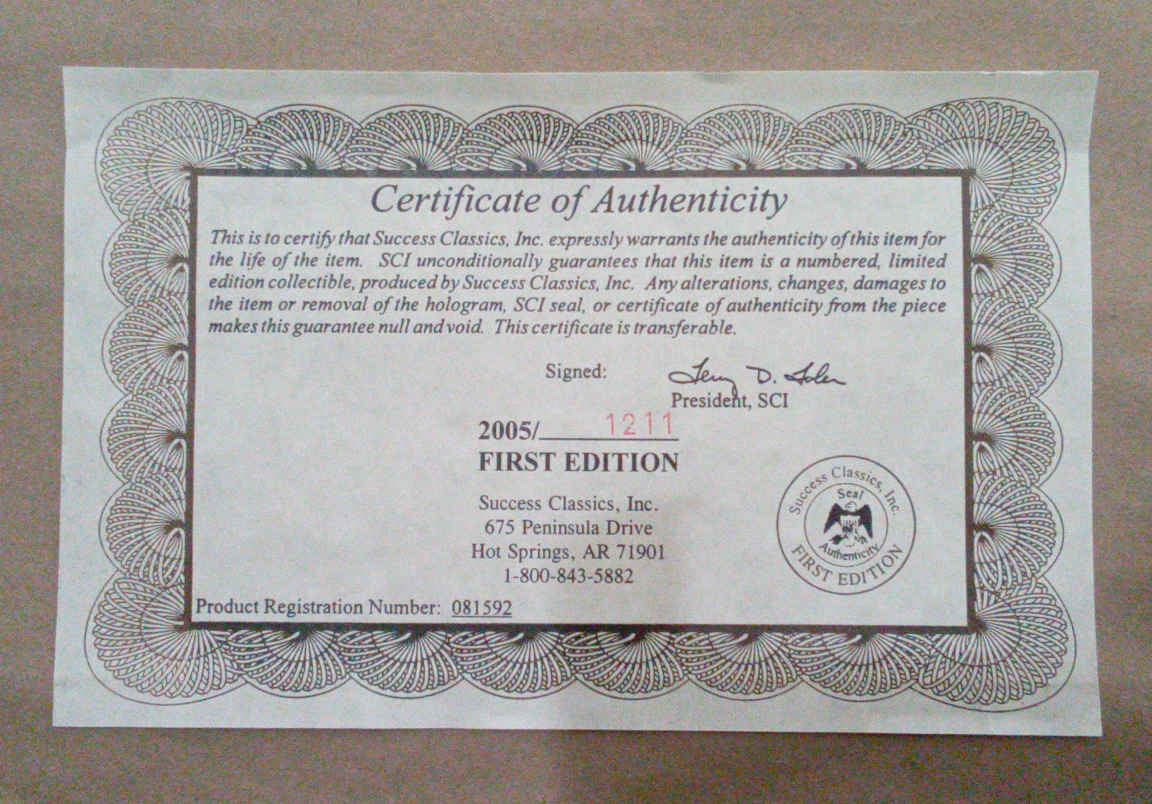 Certificate of Authenticity
This is to certify that Success Classics, Inc. expressly warrants the authenticity of this item for
the life of the item. SCI unconditionally guarantees that this item is a numbered, limited
edition collectible, produced by Success Classics, Inc. Any alterations, changes, damages to
the item or removal of the hologram, SCI seal, or certificate of authenticity from the piece
makes this guarantee null and void. This certificate is transferable.
Signed:
D.
President, SCI
2005/ 1211
FIRST EDITION
Success Classics, Inc.
675 Peninsula Drive
Hot Springs, AR 71901
1-800-843-5882
Success Classics, Inc.
Seal
Authenticity
FIRST EDITION
Product Registration Number: 081592